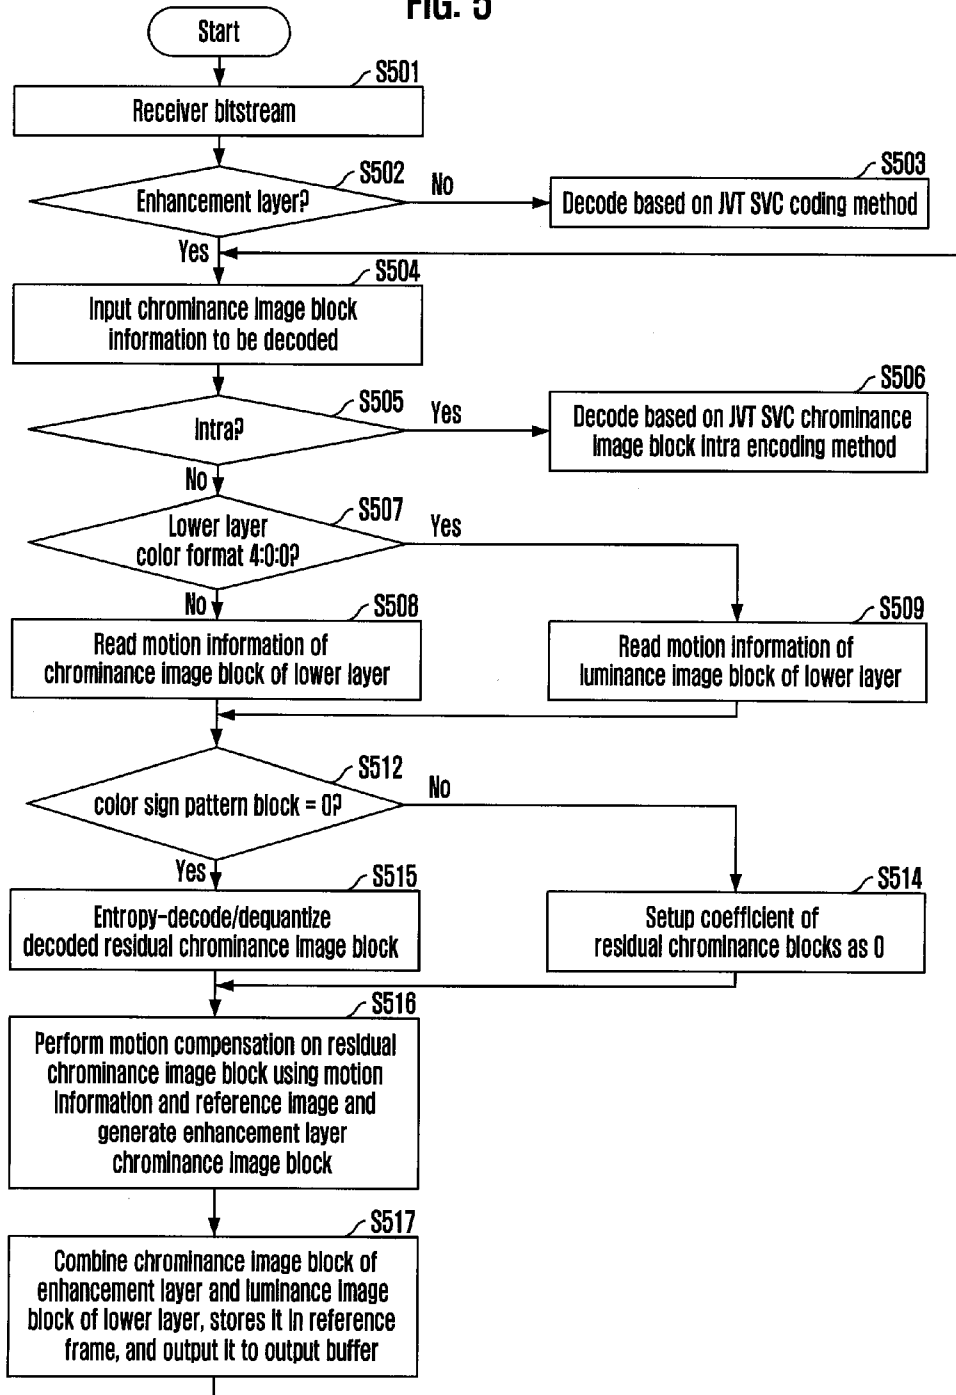 FIG. 5
Start
S501
Receiver bitstream
S502
Enhancement layer?
No
S503
Decode based on JVT SVC coding method
Yes
S504
Input chrominance image block
information to be decoded
S505
Intra?
Yes
S506
Decode based on JVT SVC chrominance
image block intra encoding method
No
S507
Lower layer
color format 4:0:0?
Yes
No
S508
Read motion information of
chrominance image block of lower layer
S509
Read motion information of
luminance image block of lower layer
S512
color sign pattern block = 0?
No
Yes
S515
Entropy-decode/dequantize
decoded residual chrominance image block
S514
Setup coefficient of
residual chrominance blocks as 0
S516
Perform motion compensation on residual
chrominance image block using motion
information and reference image and
generate enhancement layer
chrominance image block
S517
Combine chrominance image block of
enhancement layer and luminance image
block of lower layer, stores it in reference
frame, and output it to output buffer